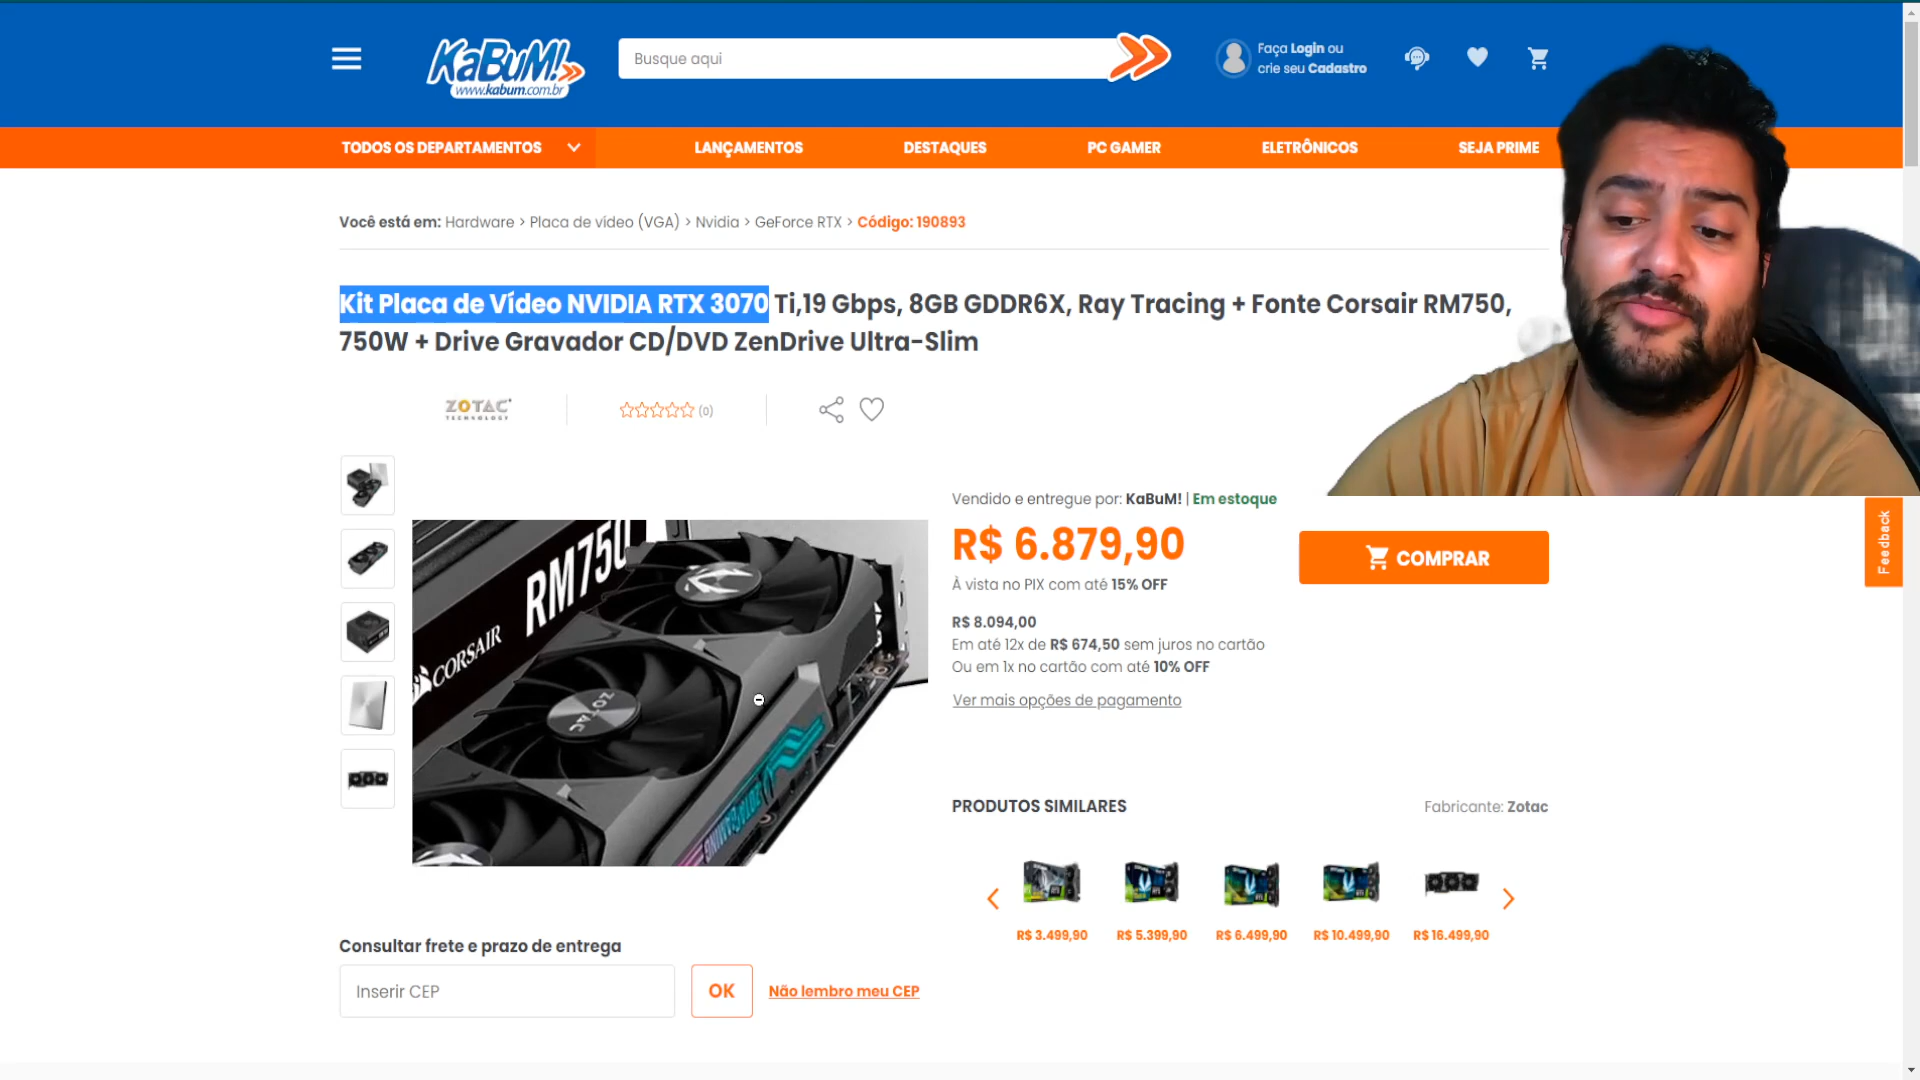 KaBuM!
www.kabum.com.br
Busque aqui
Faça Login ou
crie seu Cadastro
TODOS OS DEPARTAMENTOS
LANÇAMENTOS
DESTAQUES
PC GAMER
ELETRÔNICOS
SEJA PRIME
Você está em: Hardware > Placa de vídeo (VGA) > Nvidia > GeForce RTX > Código: 190893
Kit Placa de Vídeo NVIDIA RTX 3070 Ti,19 Gbps, 8GB GDDR6X, Ray Tracing + Fonte Corsair RM750,
750W + Drive Gravador CD/DVD ZenDrive Ultra-Slim
ZOTAC
TECHNOLOGY
(0)
RM750
CORSAIR
ZOTAC
ZOTAC GAMING
Vendido e entregue por: KaBuM! | Em estoque
R$ 6.879,90
À vista no PIX com até 15% OFF
R$ 8.094,00
Em até 12x de R$ 674,50 sem juros no cartão
Ou em 1x no cartão com até 10% OFF
Ver mais opções de pagamento
COMPRAR
Feedback
PRODUTOS SIMILARES
Fabricante: Zotac
R$ 3.499,90
R$ 5.399,90
R$ 6.499,90
R$ 10.499,90
R$ 16.499,90
Consultar frete e prazo de entrega
Inserir CEP
OK
Não lembro meu CEP